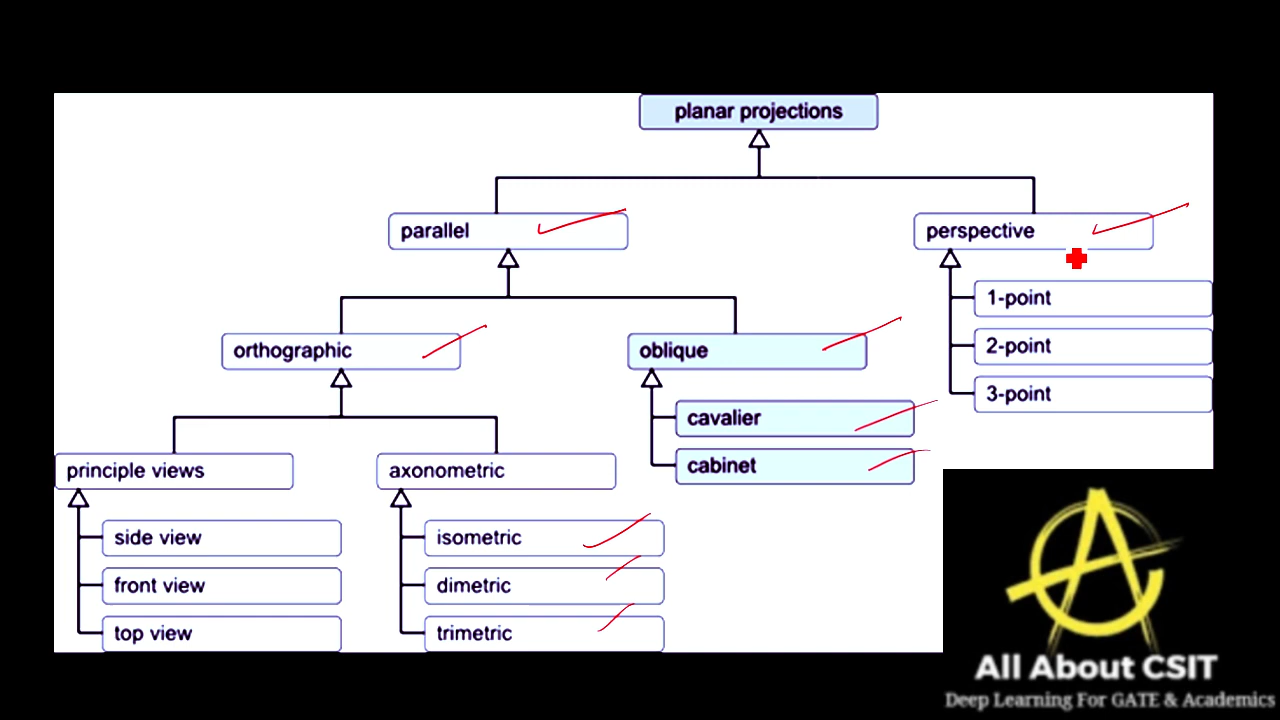 planar projections
parallel
perspective
1-point
2-point
3-point
orthographic
oblique
cavalier
cabinet
principle views
axonometric
side view
front view
top view
isometric
dimetric
trimetric
All About CSIT
Deep Learning For GATE & Academics